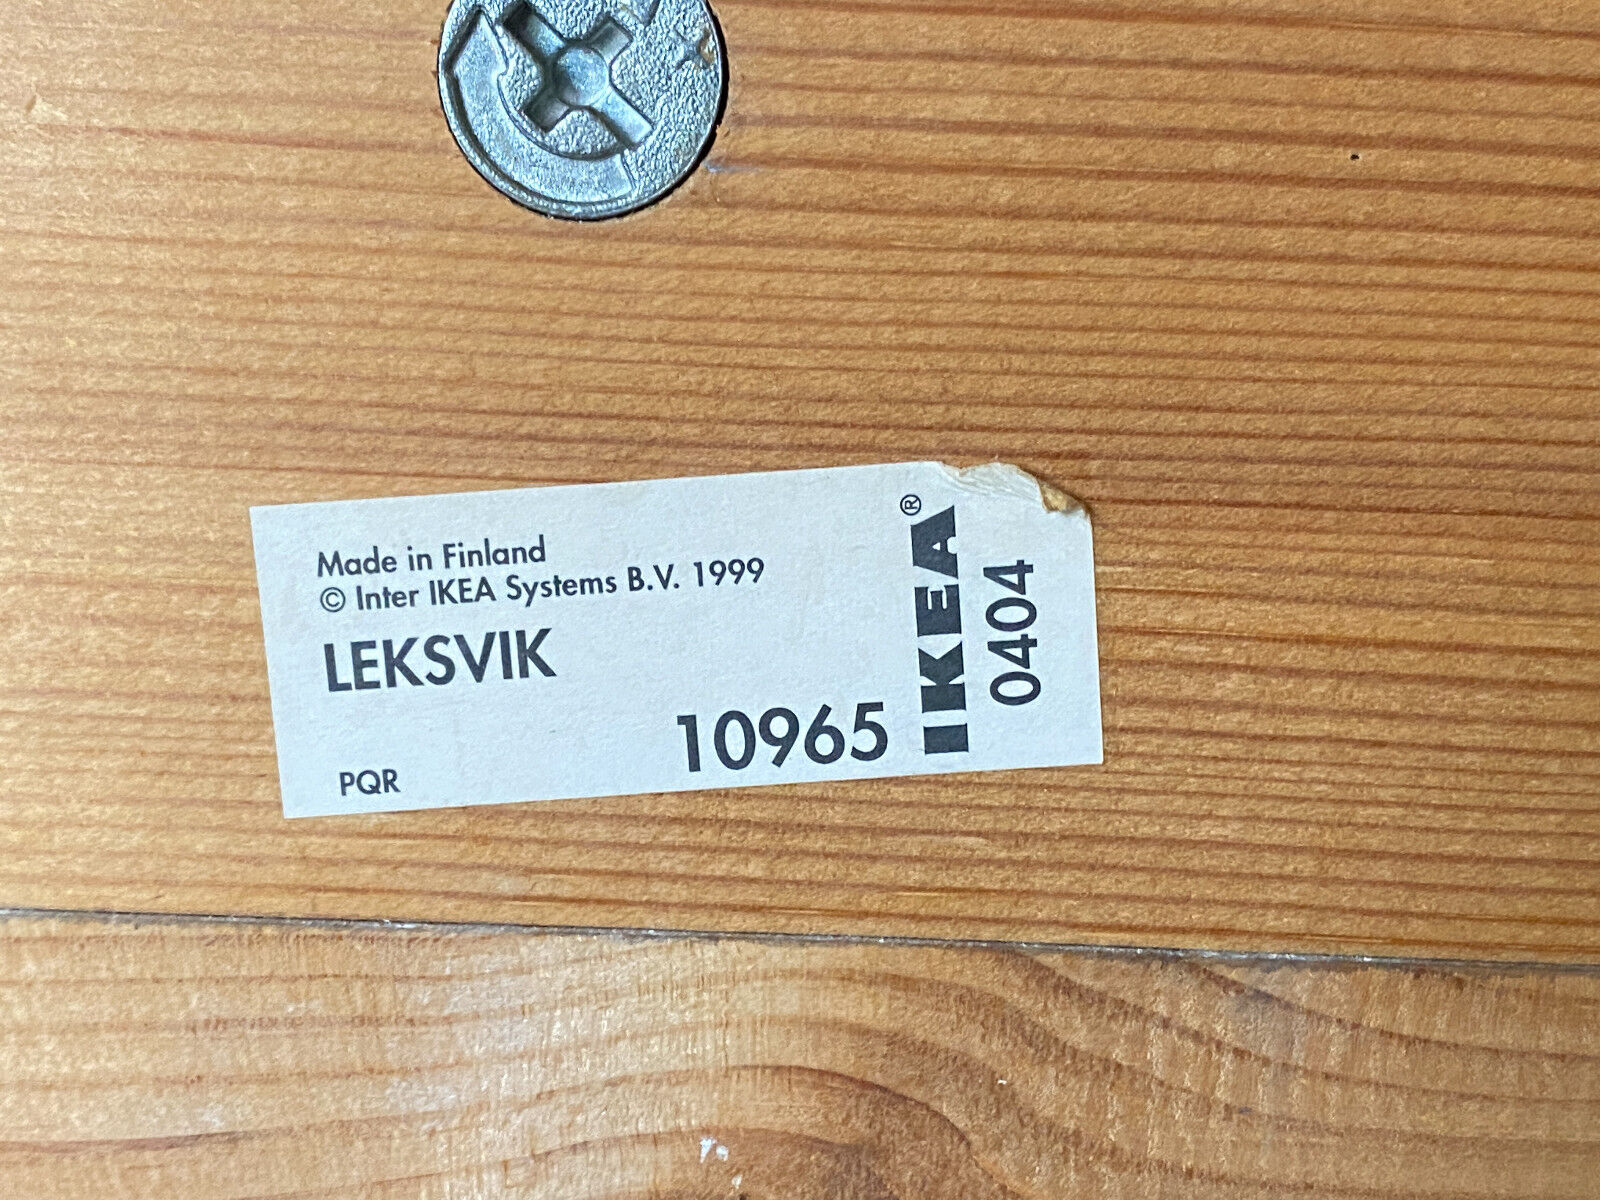 Made in Finland
© Inter IKEA Systems B.V. 1999
LEKSVIK
PQR
10965
IKEA®
0404